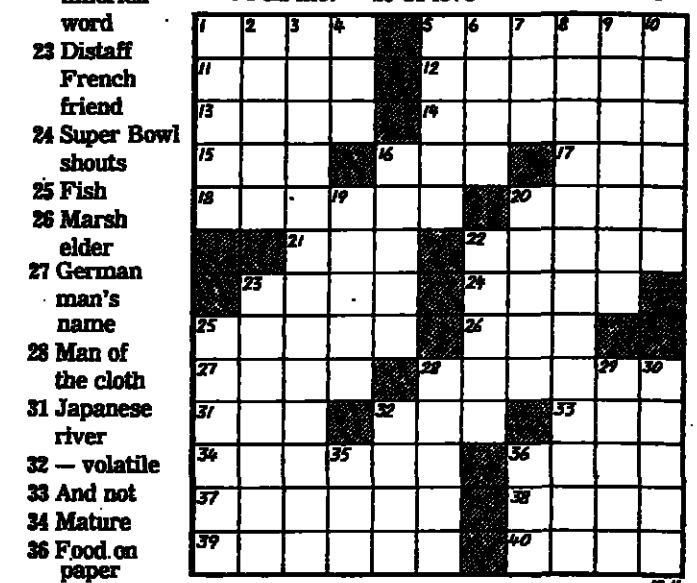 word
23 Distaff
French
friend
24 Super Bowl
shouts
25 Fish
26 Marsh
elder
27 German
man's
name
28 Man of
the cloth
31 Japanese
river
32 — volatile
33 And not
34 Mature
36 Food on
paper
1 2 3 4 5 6 7 8 9 10
11 12
13 14
15 16 17
18 19 20
21 22
23 24
25 26
27 28 29 30
31 32 33
34 35 36
37 38
39 40